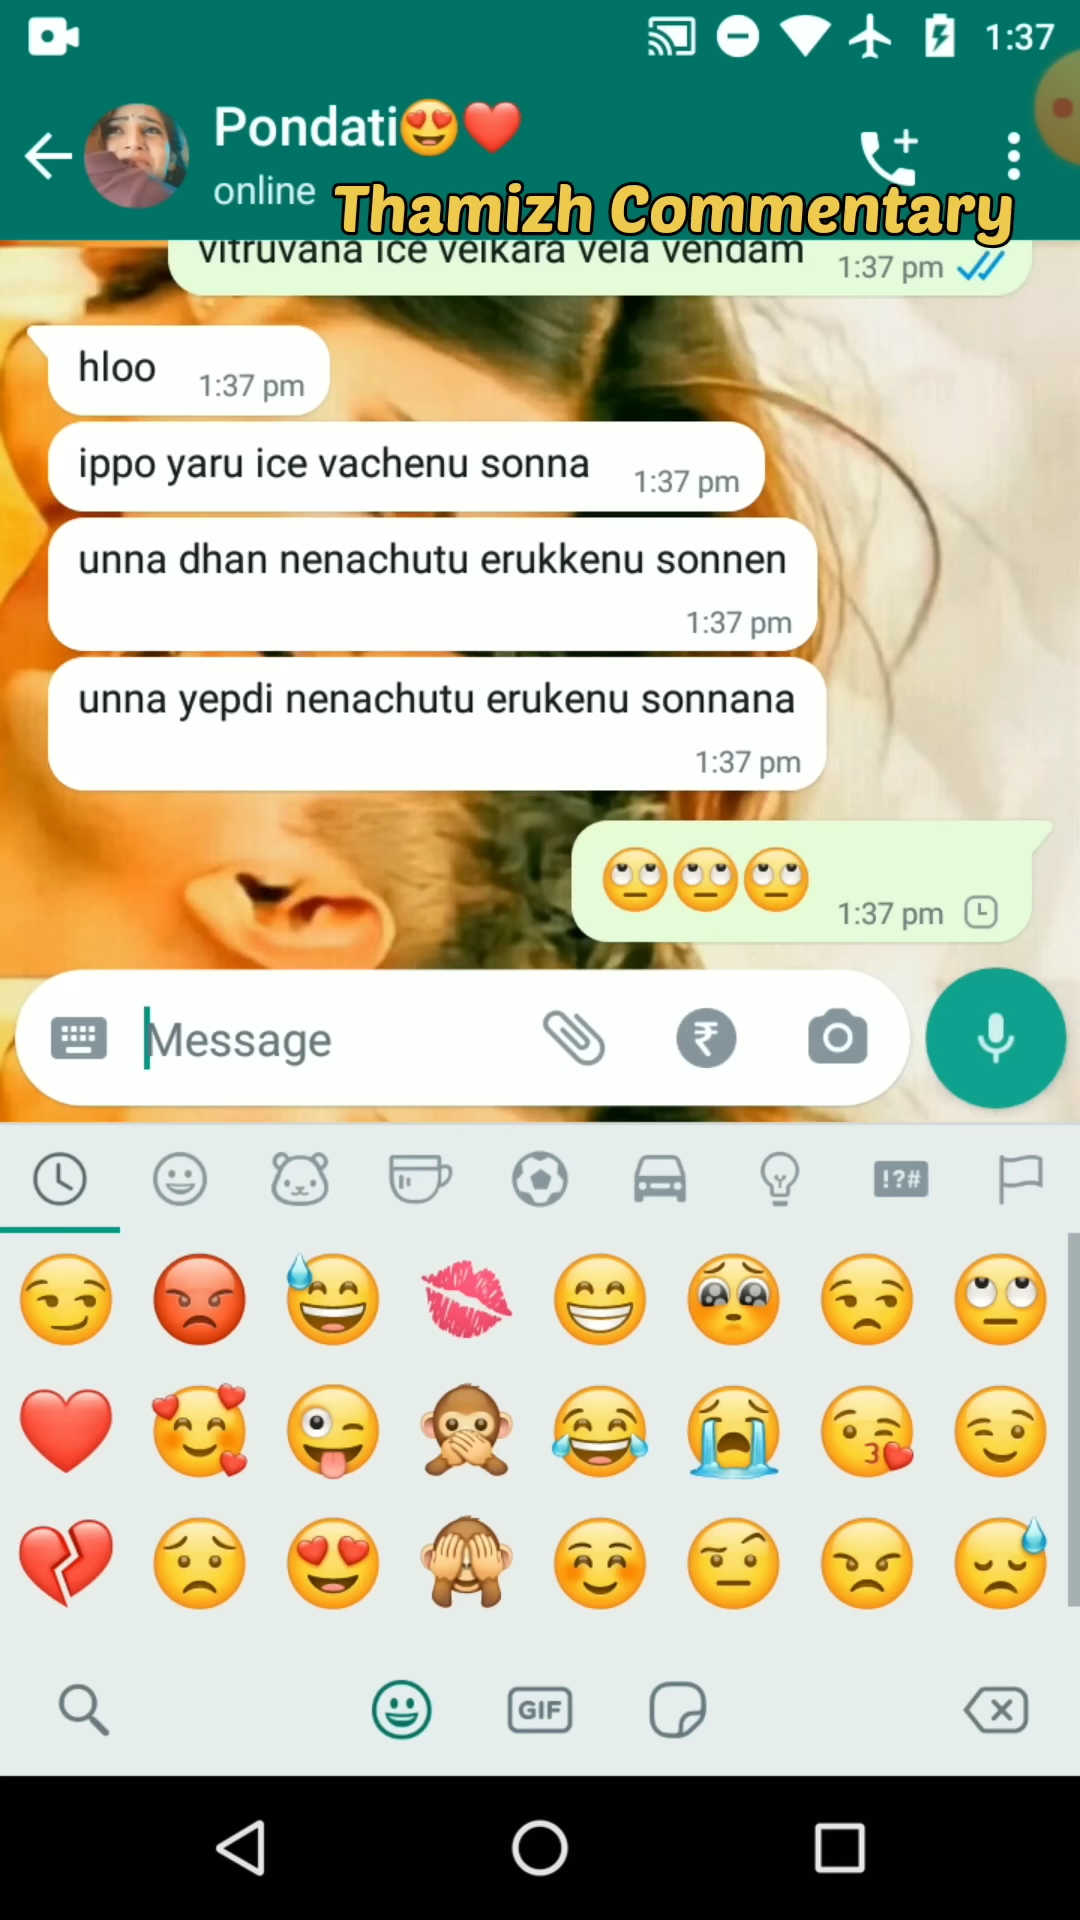 1:37
Pondati😍❤️
online
Thamizh Commentary
vitruvana ice veikara vela vendam 1:37 pm
hloo 1:37 pm
ippo yaru ice vachenu sonna 1:37 pm
unna dhan nenachutu erukkenu sonnen
1:37 pm
unna yepdi nenachutu erukenu sonnana
1:37 pm
🙄🙄🙄 1:37 pm
Message
!?#
GIF